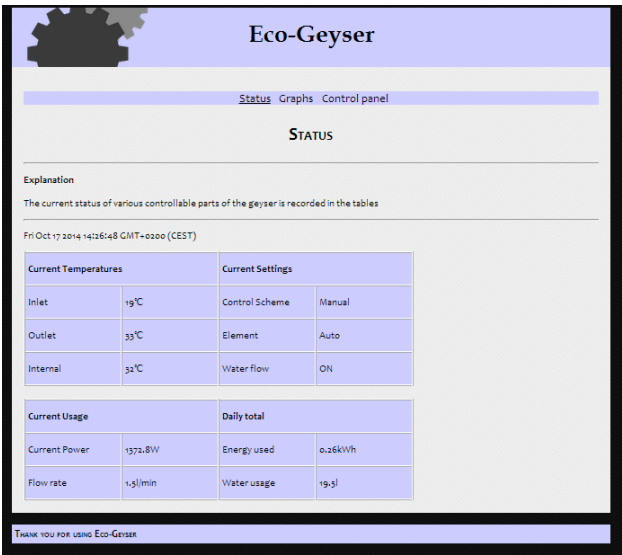 Eco-Geyser
Status Graphs Control panel
Status
Explanation
The current status of various controllable parts of the geyser is recorded in the tables
Fri Oct 17 2014 14:26:48 GMT+0200 (CEST)
Current Temperatures Current Settings
Inlet 19℃ Control Scheme Manual
Outlet 33℃ Element Auto
Internal 32℃ Water flow ON
Current Usage Daily total
Current Power 1372.8W Energy used 0.26kWh
Flow rate 1.5l/min Water usage 19.5l
Thank you for using Eco-Geyser